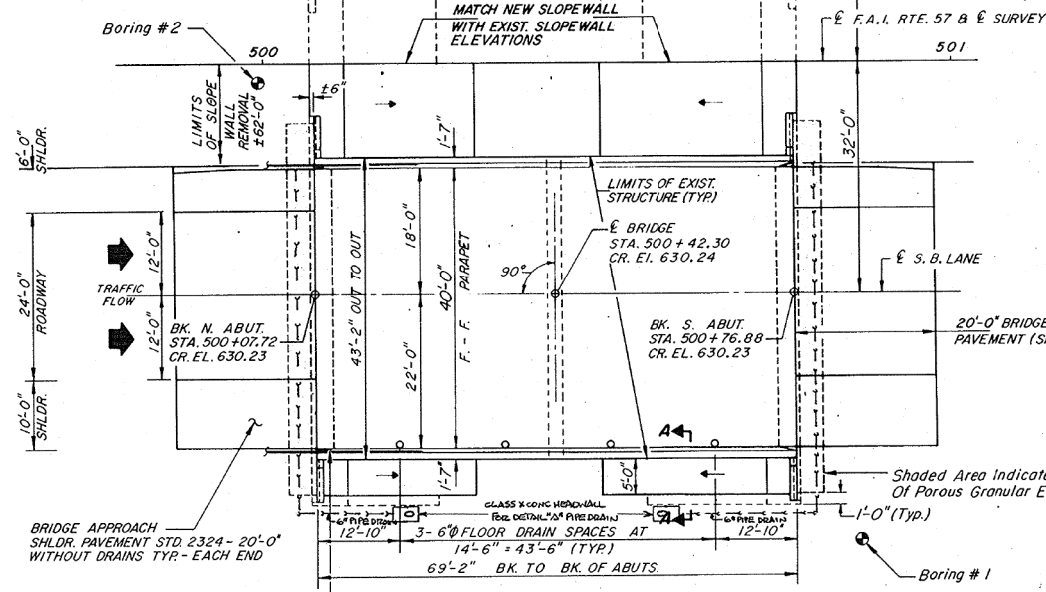 MATCH NEW SLOPEWALL
WITH EXIST. SLOPEWALL
ELEVATIONS
Boring #2
500
℄ F.A.I. RTE. 57 & ℄ SURVEY
501
±6"
LIMITS
OF SLOPE
WALL
REMOVAL
±62'-0"
6'-0"
SHLDR.
1'-7"
32'-0"
LIMITS OF EXIST.
STRUCTURE (TYP.)
℄ BRIDGE
STA. 500+42.30
CR. El. 630.24
90°
℄ S.B. LANE
18'-0"
40'-0"
F. - F. PARAPET
43'-2" OUT TO OUT
22'-0"
24'-0"
ROADWAY
12'-0"
12'-0"
TRAFFIC
FLOW
BK. N. ABUT.
STA. 500+07.72
CR. EL. 630.23
BK. S. ABUT.
STA. 500+76.88
CR. EL. 630.23
20'-0" BRIDGE
PAVEMENT (S
10'-0"
SHLDR.
A
1'-7"
5'-0"
Shaded Area Indicate
Of Porous Granular E
1'-0" (Typ.)
CLASS X CONC HEADWALL
FOR DETAIL "A" PIPE DRAIN
6" PIPE DRAIN
6" PIPE DRAIN
A
BRIDGE APPROACH
SHLDR. PAVEMENT STD. 2324 - 20'-0"
WITHOUT DRAINS TYP. - EACH END
12'-10"
3 - 6"φ FLOOR DRAIN SPACES AT
14'-6" = 43'-6" (TYP.)
12'-10"
69'-2" BK. TO BK. OF ABUTS.
Boring # 1